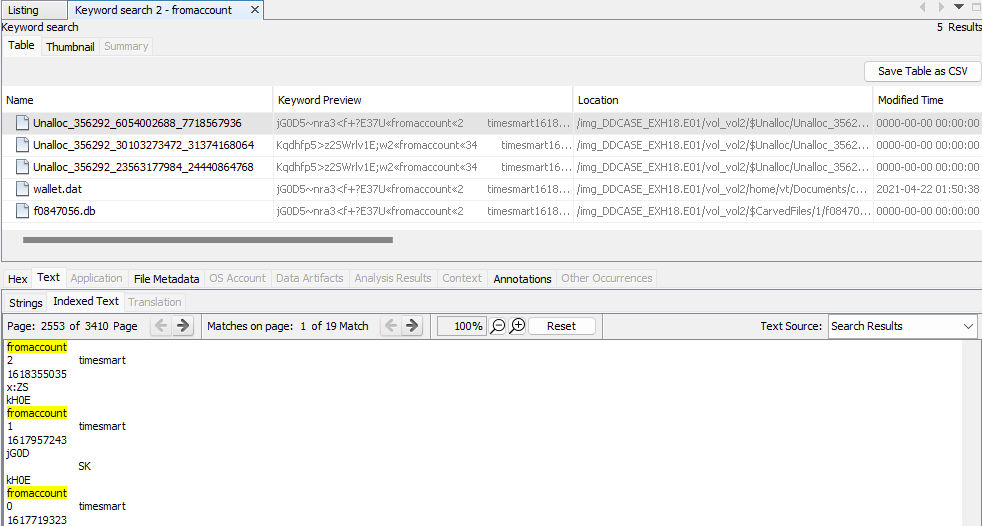 Listing Keyword search 2 - fromaccount ✕
Keyword search 5 Results
Table Thumbnail Summary
Save Table as CSV
Name Keyword Preview Location Modified Time
Unalloc_356292_6054002688_7718567936 jG0D5~nra3<f+?E37U«fromaccount«2 timesmart1618... /img_DDCASE_EXH18.E01/vol_vol2/$Unalloc/Unalloc_3562... 0000-00-00 00:00:00
Unalloc_356292_30103273472_31374168064 Kqdhfp5>z2SWrlv1E;w2«fromaccount«34 timesmart16... /img_DDCASE_EXH18.E01/vol_vol2/$Unalloc/Unalloc_3562... 0000-00-00 00:00:00
Unalloc_356292_23563177984_24440864768 Kqdhfp5>z2SWrlv1E;w2«fromaccount«34 timesmart16... /img_DDCASE_EXH18.E01/vol_vol2/$Unalloc/Unalloc_3562... 0000-00-00 00:00:00
wallet.dat jG0D5~nra3<f+?E37U«fromaccount«2 timesmart1618... /img_DDCASE_EXH18.E01/vol_vol2/home/vt/Documents/c... 2021-04-22 01:50:38
f0847056.db jG0D5~nra3<f+?E37U«fromaccount«2 timesmart1618... /img_DDCASE_EXH18.E01/vol_vol2/$CarvedFiles/1/f08470... 0000-00-00 00:00:00
Hex Text Application File Metadata OS Account Data Artifacts Analysis Results Context Annotations Other Occurrences
Strings Indexed Text Translation
Page: 2553 of 3410 Page Matches on page: 1 of 19 Match 100% Reset Text Source: Search Results
fromaccount
2 timesmart
1618355035
x:ZS
kH0E
fromaccount
1 timesmart
1617957243
jG0D
SK
kH0E
fromaccount
0 timesmart
1617719323